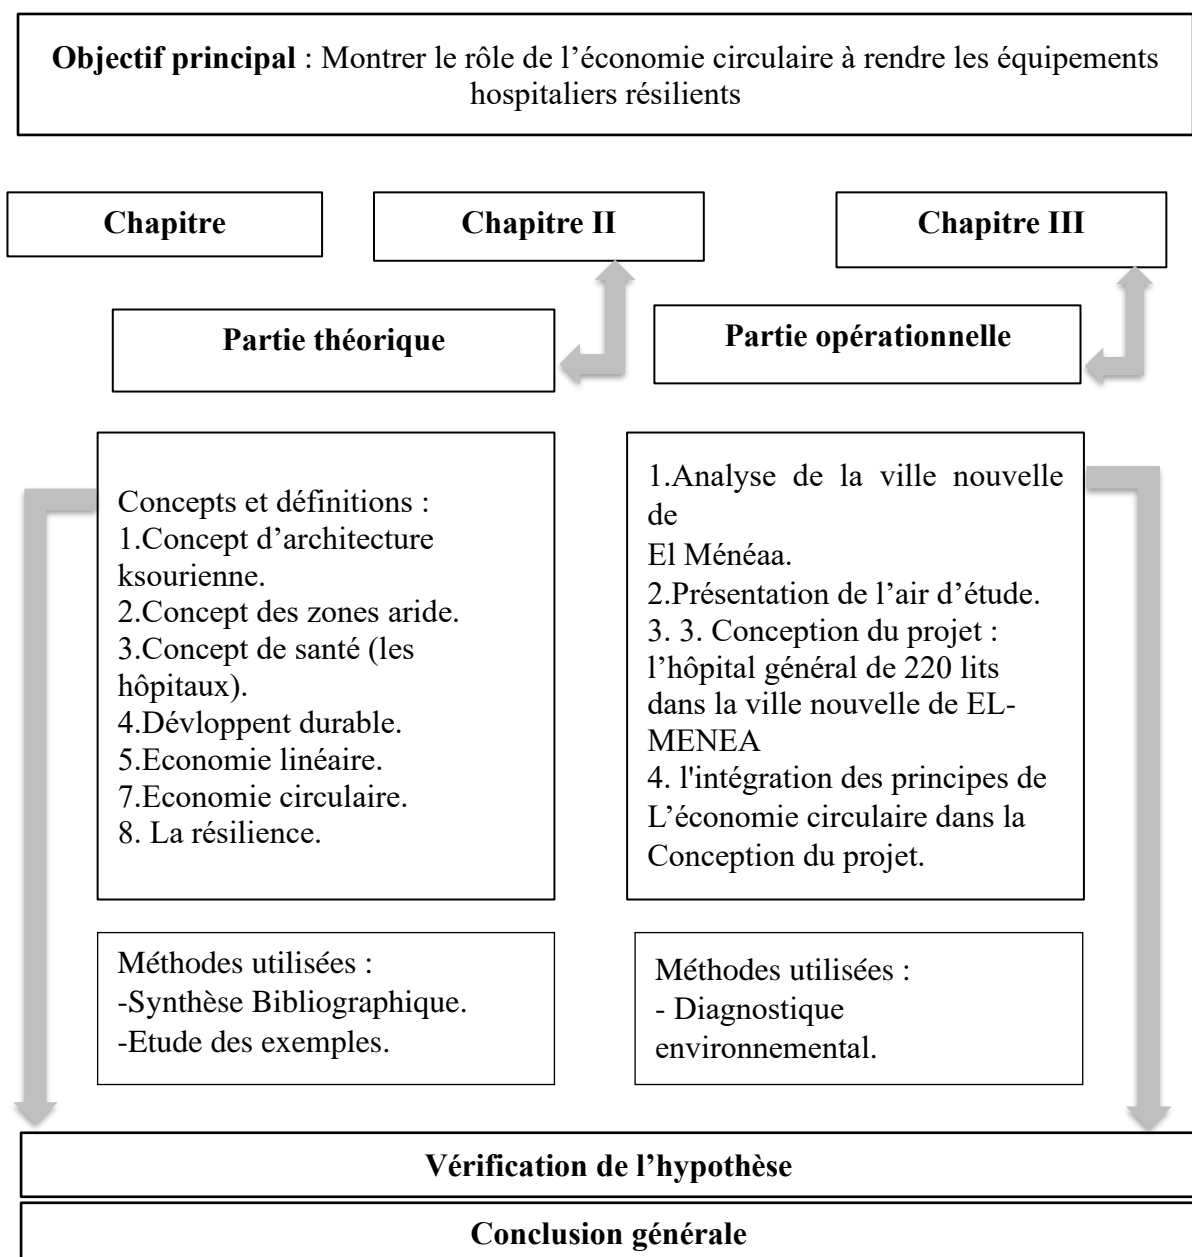 Objectif principal : Montrer le rôle de l’économie circulaire à rendre les équipements
hospitaliers résilients
Chapitre
Chapitre II
Chapitre III
Partie théorique
Partie opérationnelle
Concepts et définitions :
1.Concept d’architecture
ksourienne.
2.Concept des zones aride.
3.Concept de santé (les
hôpitaux).
4.Dévloppent durable.
5.Economie linéaire.
7.Economie circulaire.
8. La résilience.
1.Analyse de la ville nouvelle
de
El Ménéaa.
2.Présentation de l’air d’étude.
3. 3. Conception du projet :
l’hôpital général de 220 lits
dans la ville nouvelle de EL-
MENEA
4. l'intégration des principes de
L’économie circulaire dans la
Conception du projet.
Méthodes utilisées :
-Synthèse Bibliographique.
-Etude des exemples.
Méthodes utilisées :
- Diagnostique
environnemental.
Vérification de l’hypothèse
Conclusion générale